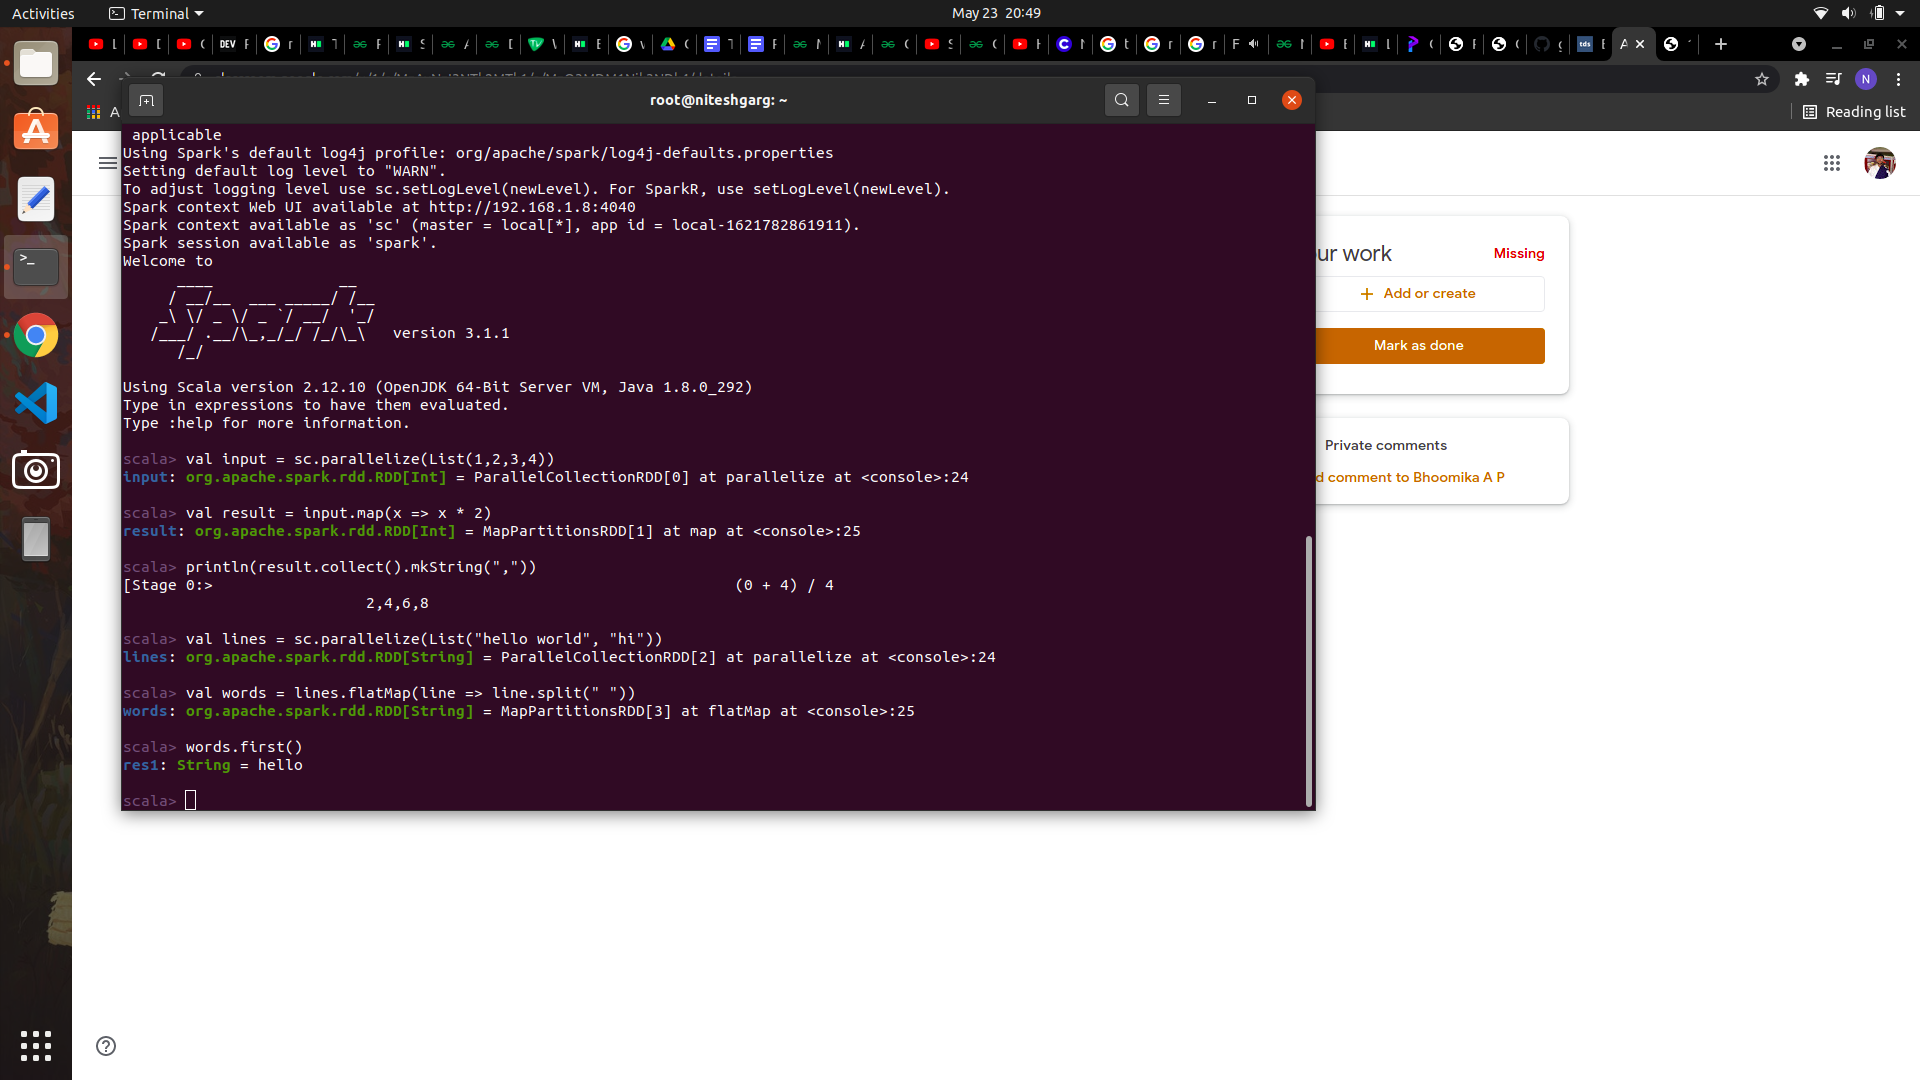 Activities
Terminal
May 23 20:49
root@niteshgarg: ~
Reading list
applicable
Using Spark's default log4j profile: org/apache/spark/log4j-defaults.properties
Setting default log level to "WARN".
To adjust logging level use sc.setLogLevel(newLevel). For SparkR, use setLogLevel(newLevel).
Spark context Web UI available at http://192.168.1.8:4040
Spark context available as 'sc' (master = local[*], app id = local-1621782861911).
Spark session available as 'spark'.
Welcome to
version 3.1.1
Using Scala version 2.12.10 (OpenJDK 64-Bit Server VM, Java 1.8.0_292)
Type in expressions to have them evaluated.
Type :help for more information.
scala> val input = sc.parallelize(List(1,2,3,4))
input: org.apache.spark.rdd.RDD[Int] = ParallelCollectionRDD[0] at parallelize at <console>:24
scala> val result = input.map(x => x * 2)
result: org.apache.spark.rdd.RDD[Int] = MapPartitionsRDD[1] at map at <console>:25
scala> println(result.collect().mkString(","))
[Stage 0:> (0 + 4) / 4
2,4,6,8
scala> val lines = sc.parallelize(List("hello world", "hi"))
lines: org.apache.spark.rdd.RDD[String] = ParallelCollectionRDD[2] at parallelize at <console>:24
scala> val words = lines.flatMap(line => line.split(" "))
words: org.apache.spark.rdd.RDD[String] = MapPartitionsRDD[3] at flatMap at <console>:25
scala> words.first()
res1: String = hello
scala>
ur work
Missing
Add or create
Mark as done
Private comments
d comment to Bhoomika A P